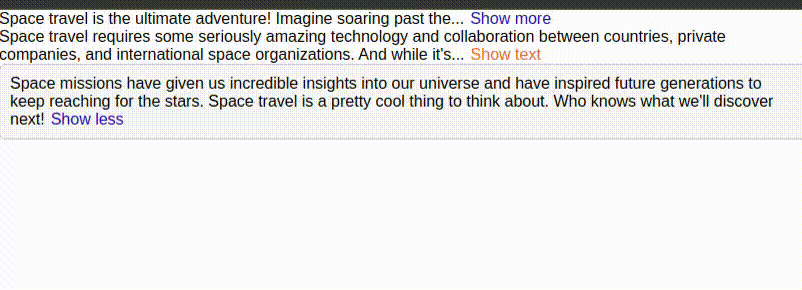 Space travel is the ultimate adventure! Imagine soaring past the... Show more
Space travel requires some seriously amazing technology and collaboration between countries, private
companies, and international space organizations. And while it's... Show text
Space missions have given us incredible insights into our universe and have inspired future generations to
keep reaching for the stars. Space travel is a pretty cool thing to think about. Who knows what we'll discover
next! Show less